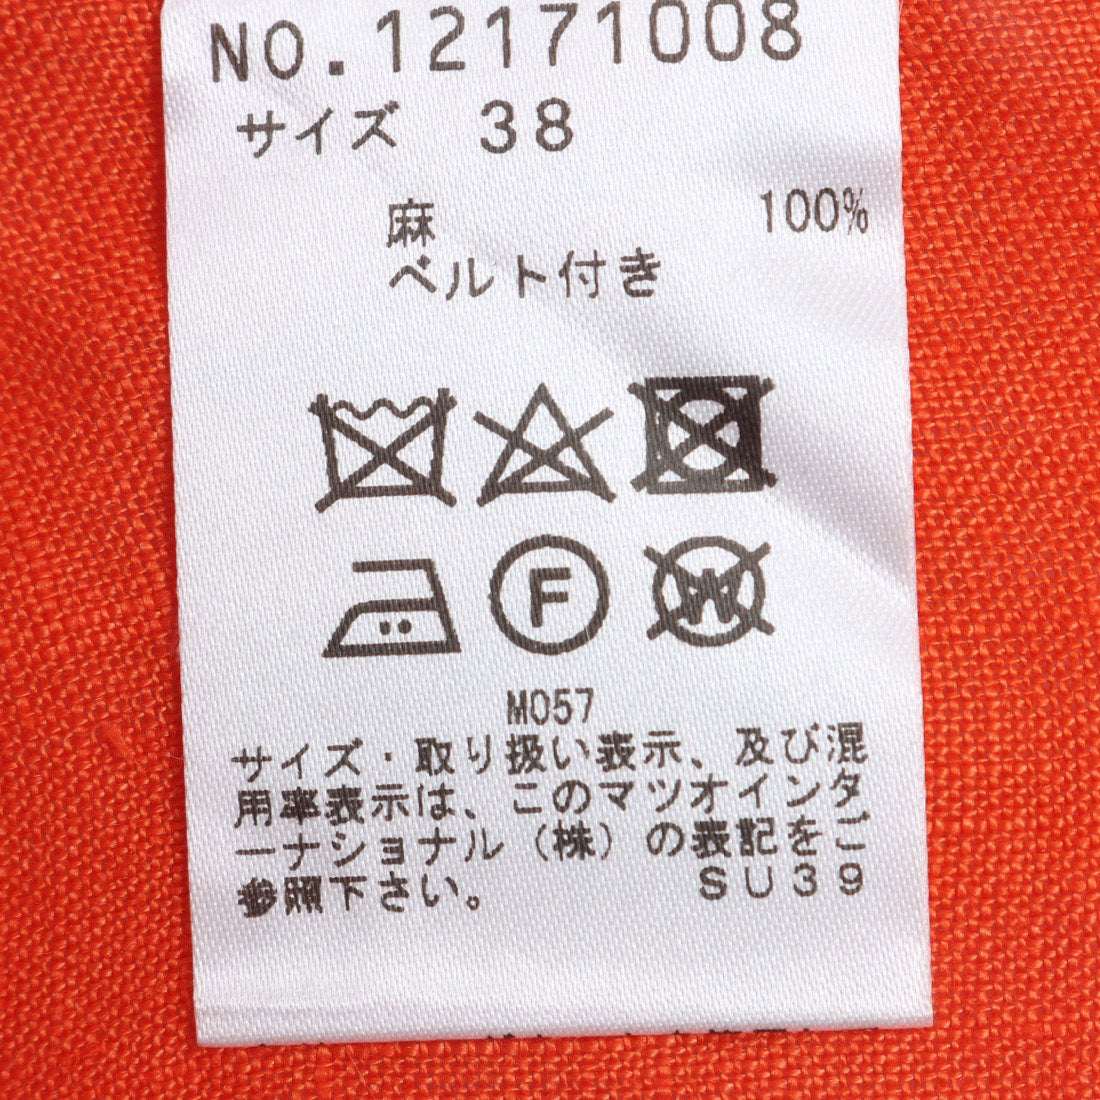 NO.12171008
サイズ 38
麻 100%
ベルト付き
F
W
M057
サイズ・取り扱い表示、及び混
用率表示は、このマツオインタ
ーナショナル(株)の表記をご
参照下さい。 SU39